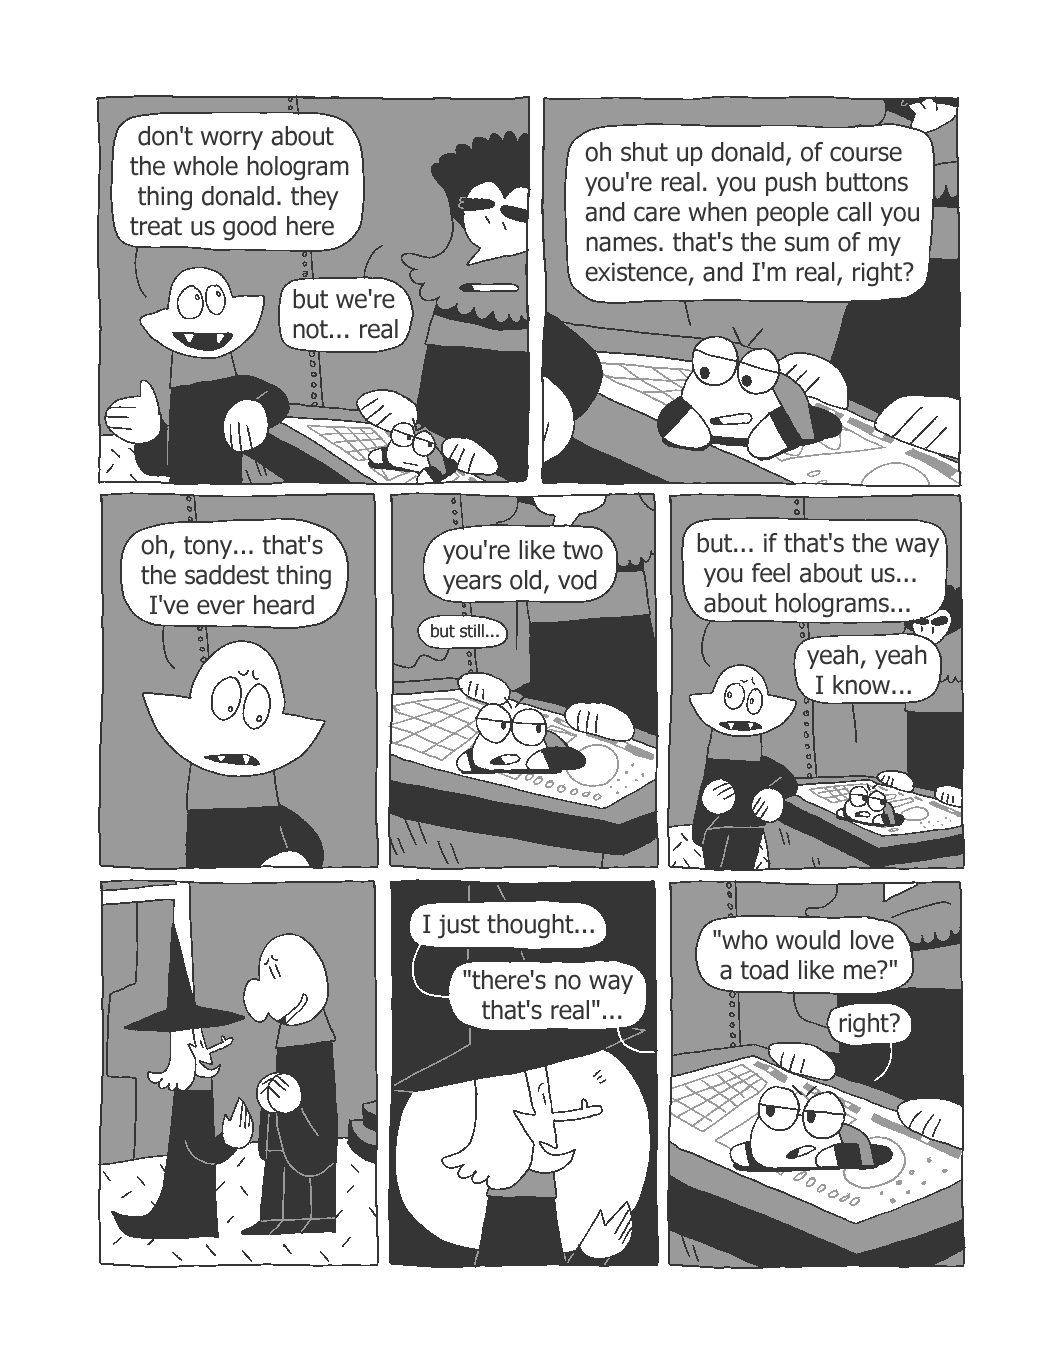 don't worry about
the whole hologram
thing donald. they
treat us good here
but we're
not... real
oh shut up donald, of course
you're real. you push buttons
and care when people call you
names. that's the sum of my
existence, and I'm real, right?
oh, tony... that's
the saddest thing
I've ever heard
you're like two
years old, vod
but still...
but... if that's the way
you feel about us...
about holograms...
yeah, yeah
I know...
I just thought...
"there's no way
that's real"...
"who would love
a toad like me?"
right?